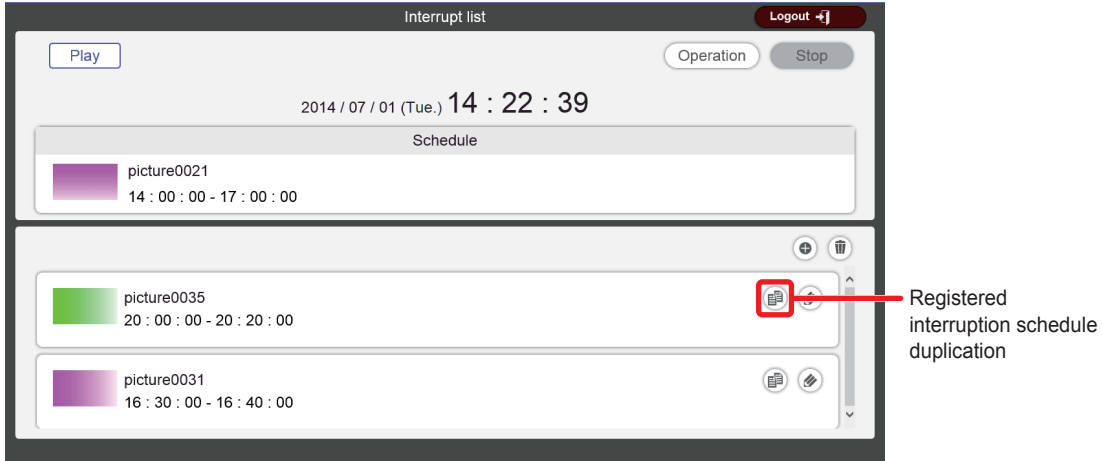 Interrupt list
Logout
Play
Operation
Stop
2014 / 07 / 01 (Tue.) 14 : 22 : 39
Schedule
picture0021
14 : 00 : 00 - 17 : 00 : 00
picture0035
20 : 00 : 00 - 20 : 20 : 00
Registered
interruption schedule
duplication
picture0031
16 : 30 : 00 - 16 : 40 : 00